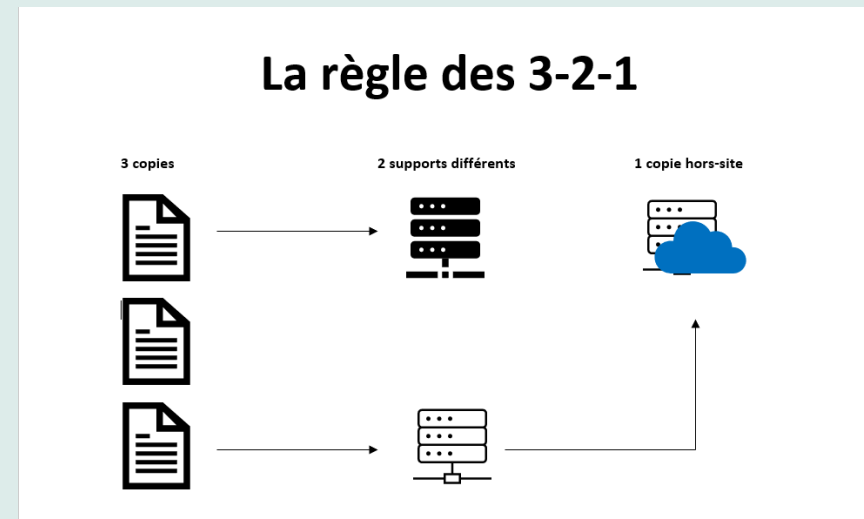 La règle des 3-2-1
3 copies
2 supports différents
1 copie hors-site